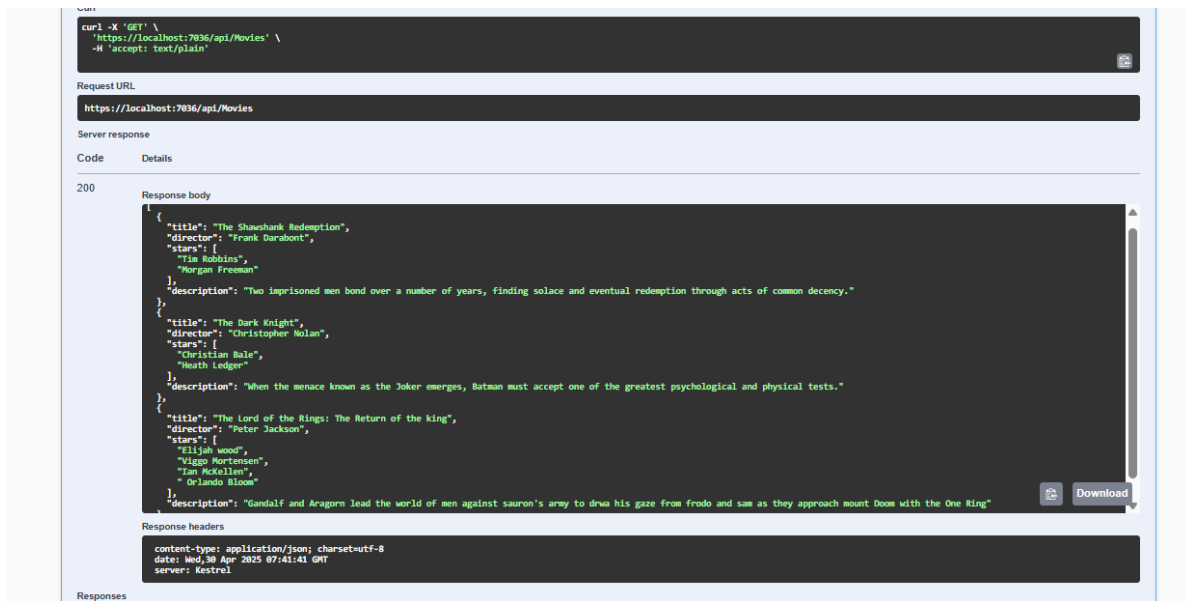 Curl
curl -X 'GET' \
'https://localhost:7036/api/Movies' \
-H 'accept: text/plain'
Request URL
https://localhost:7036/api/Movies
Server response
Code Details
200
Response body
[
{
"title": "The Shawshank Redemption",
"director": "Frank Darabont",
"stars": [
"Tim Robbins",
"Morgan Freeman"
],
"description": "Two imprisoned men bond over a number of years, finding solace and eventual redemption through acts of common decency."
},
{
"title": "The Dark Knight",
"director": "Christopher Nolan",
"stars": [
"Christian Bale",
"Heath Ledger"
],
"description": "When the menace known as the Joker emerges, Batman must accept one of the greatest psychological and physical tests."
},
{
"title": "The Lord of the Rings: The Return of the king",
"director": "Peter Jackson",
"stars": [
"Elijah wood",
"Viggo Mortensen",
"Ian McKellen",
" Orlando Bloom"
],
"description": "Gandalf and Aragorn lead the world of men against sauron's army to drwa his gaze from frodo and sam as they approach mount Doom with the One Ring"
}
Download
Response headers
content-type: application/json; charset=utf-8
date: Wed,30 Apr 2025 07:41:41 GMT
server: Kestrel
Responses